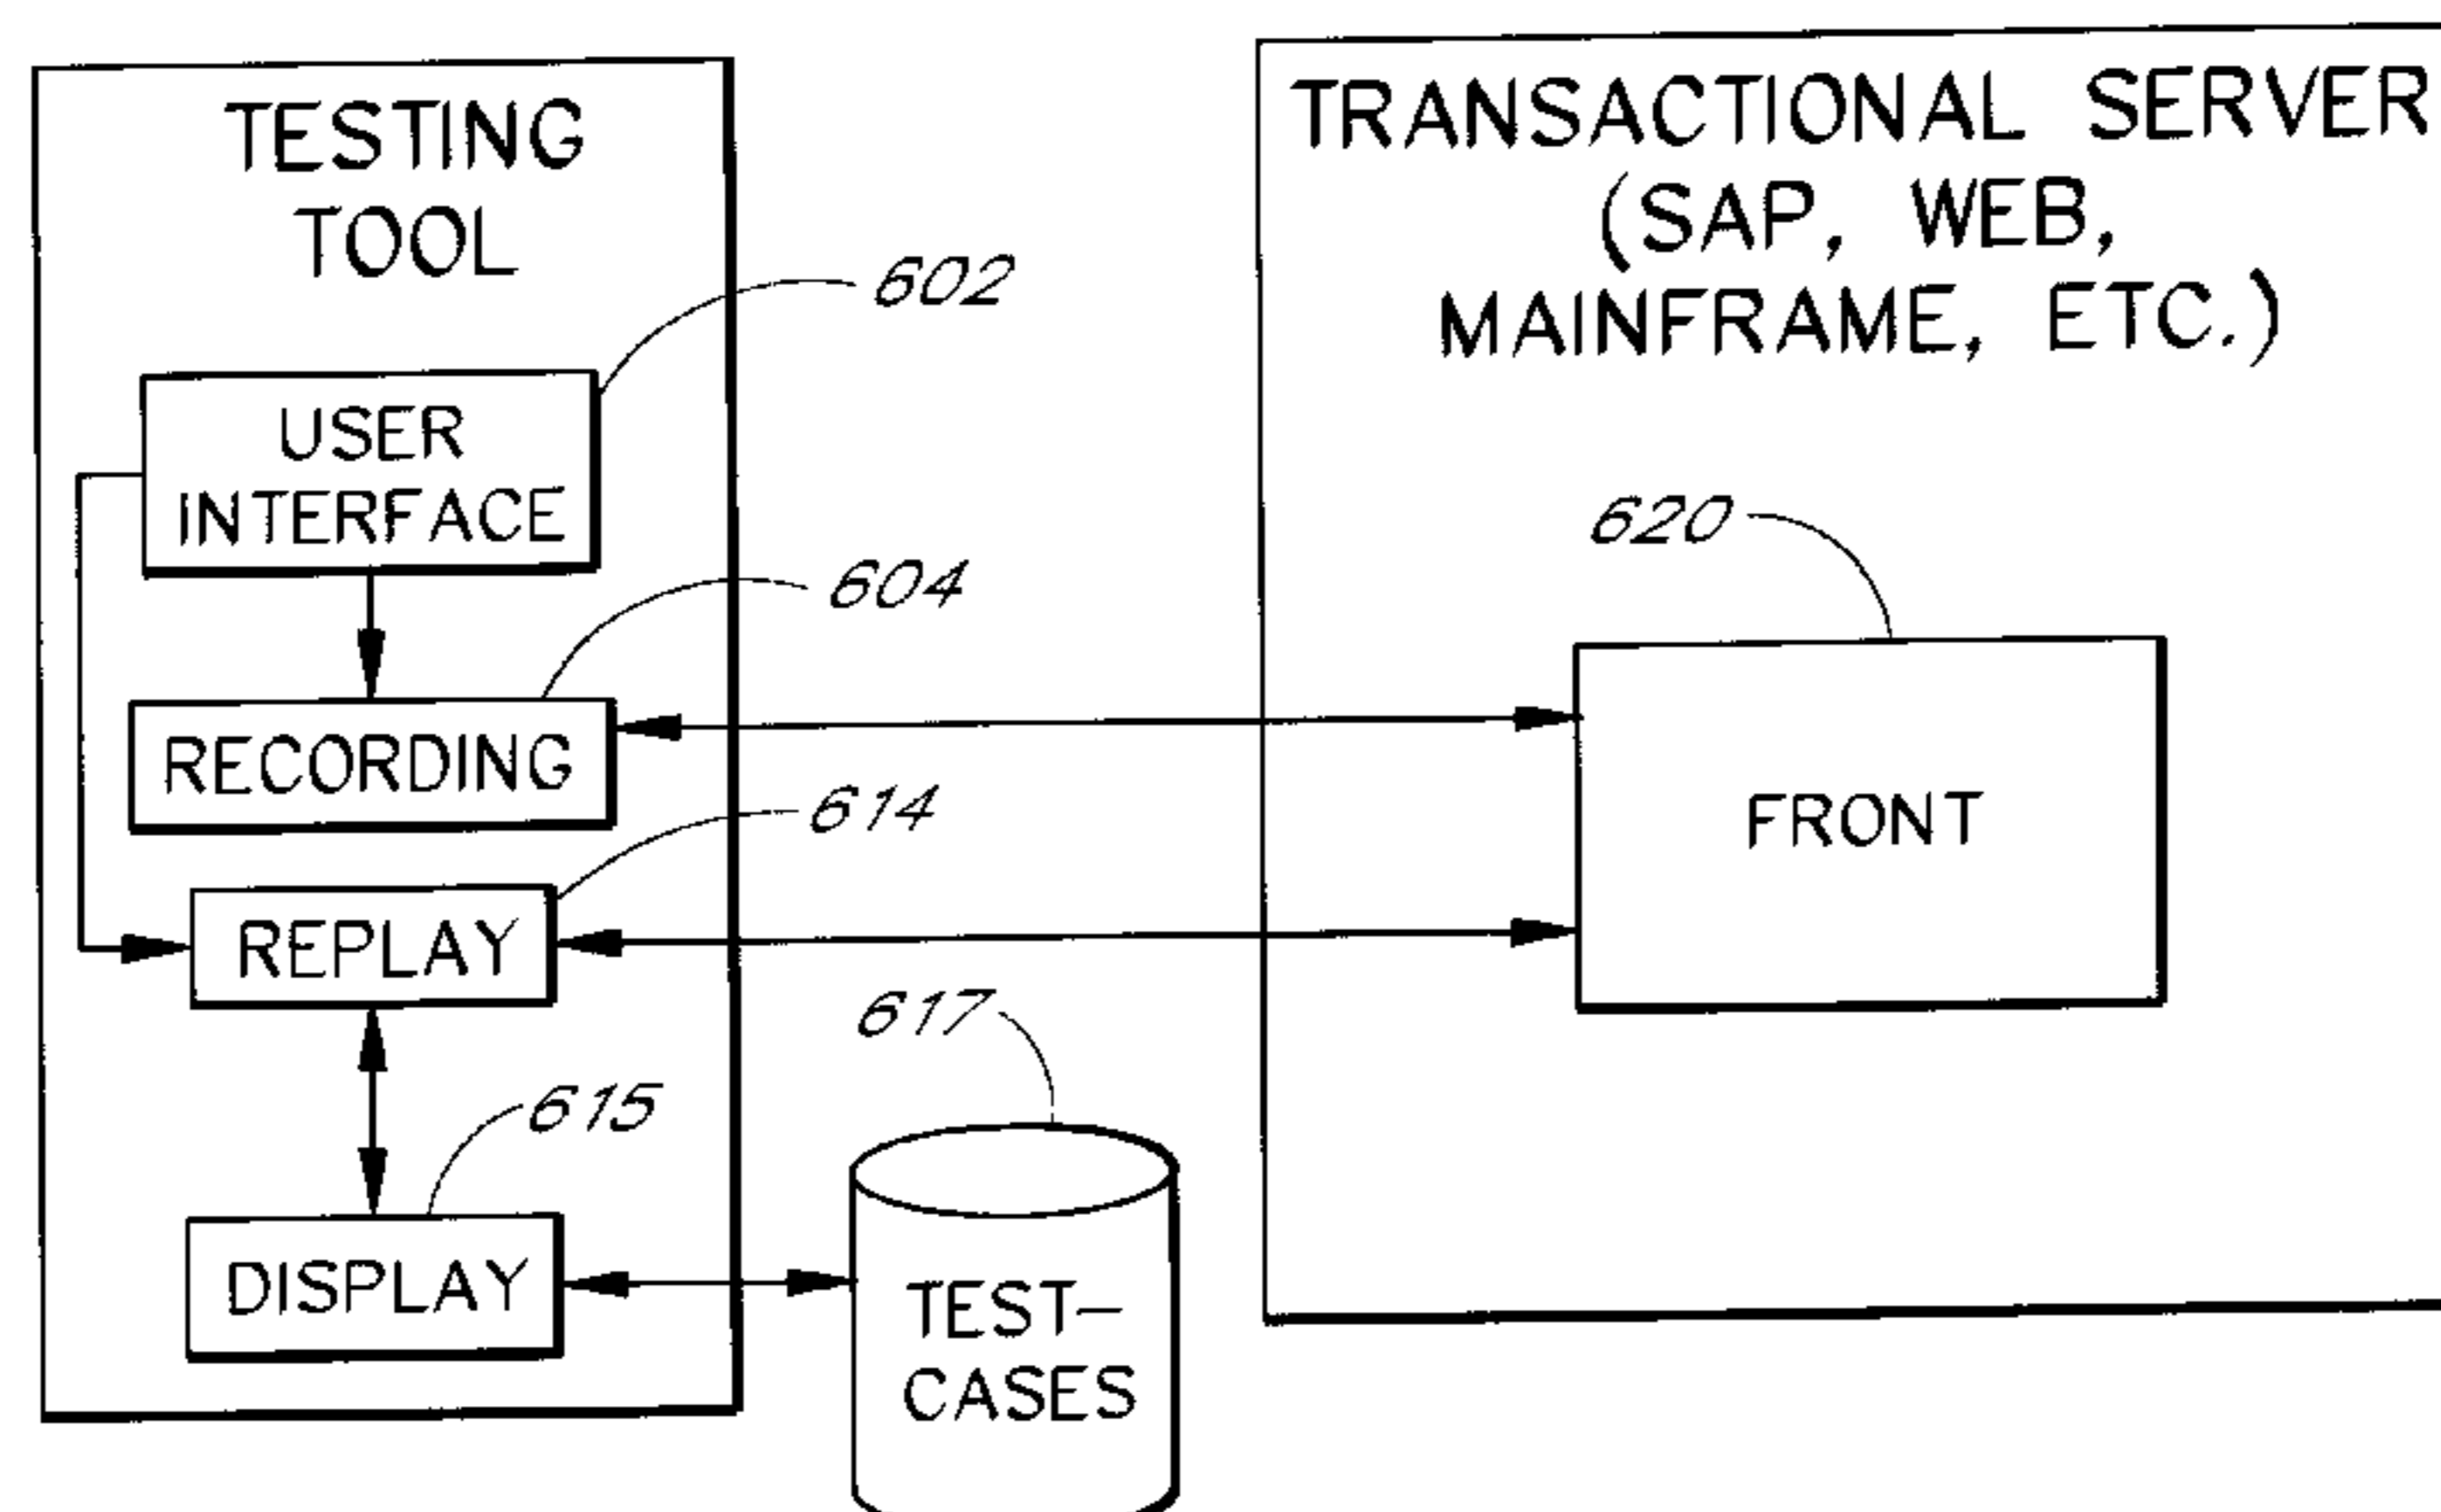 TESTING
TOOL
602
USER
INTERFACE
604
RECORDING
614
REPLAY
617
615
DISPLAY
TEST-
CASES
TRANSACTIONAL SERVER
(SAP, WEB,
MAINFRAME, ETC.)
620
FRONT